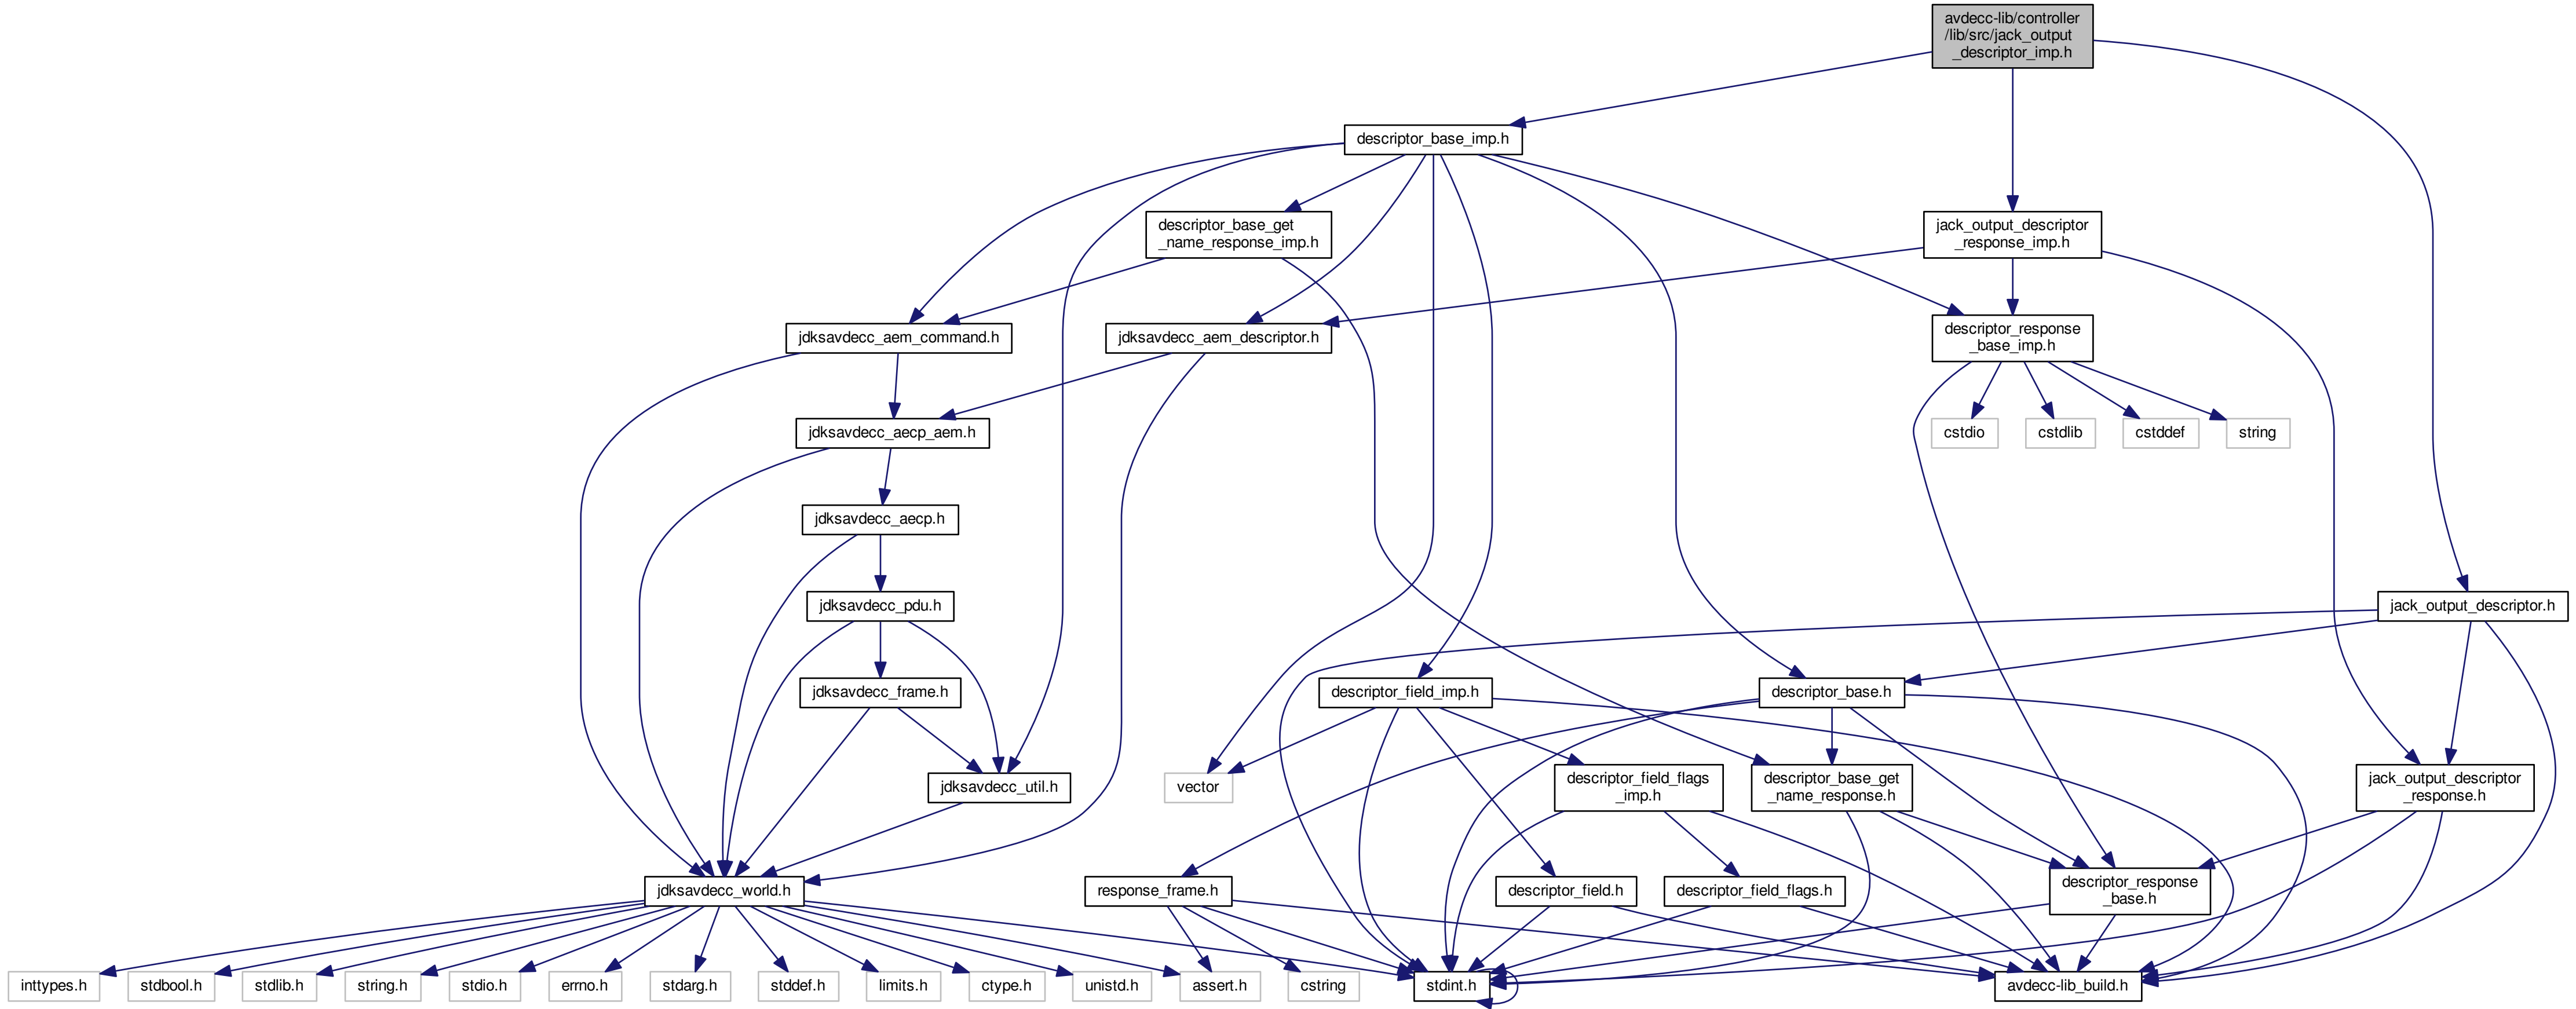 avdecc-lib/controller
/lib/src/jack_output
_descriptor_imp.h
descriptor_base_imp.h
descriptor_base_get
_name_response_imp.h
jack_output_descriptor
_response_imp.h
jdksavdecc_aem_command.h
jdksavdecc_aem_descriptor.h
descriptor_response
_base_imp.h
jdksavdecc_aecp_aem.h
cstdio
cstdlib
cstddef
string
jdksavdecc_aecp.h
jdksavdecc_pdu.h
jack_output_descriptor.h
jdksavdecc_frame.h
descriptor_field_imp.h
descriptor_base.h
jdksavdecc_util.h
vector
descriptor_field_flags
_imp.h
descriptor_base_get
_name_response.h
jack_output_descriptor
_response.h
jdksavdecc_world.h
response_frame.h
descriptor_field.h
descriptor_field_flags.h
descriptor_response
_base.h
inttypes.h
stdbool.h
stdlib.h
string.h
stdio.h
errno.h
stdarg.h
stddef.h
limits.h
ctype.h
unistd.h
assert.h
cstring
stdint.h
avdecc-lib_build.h